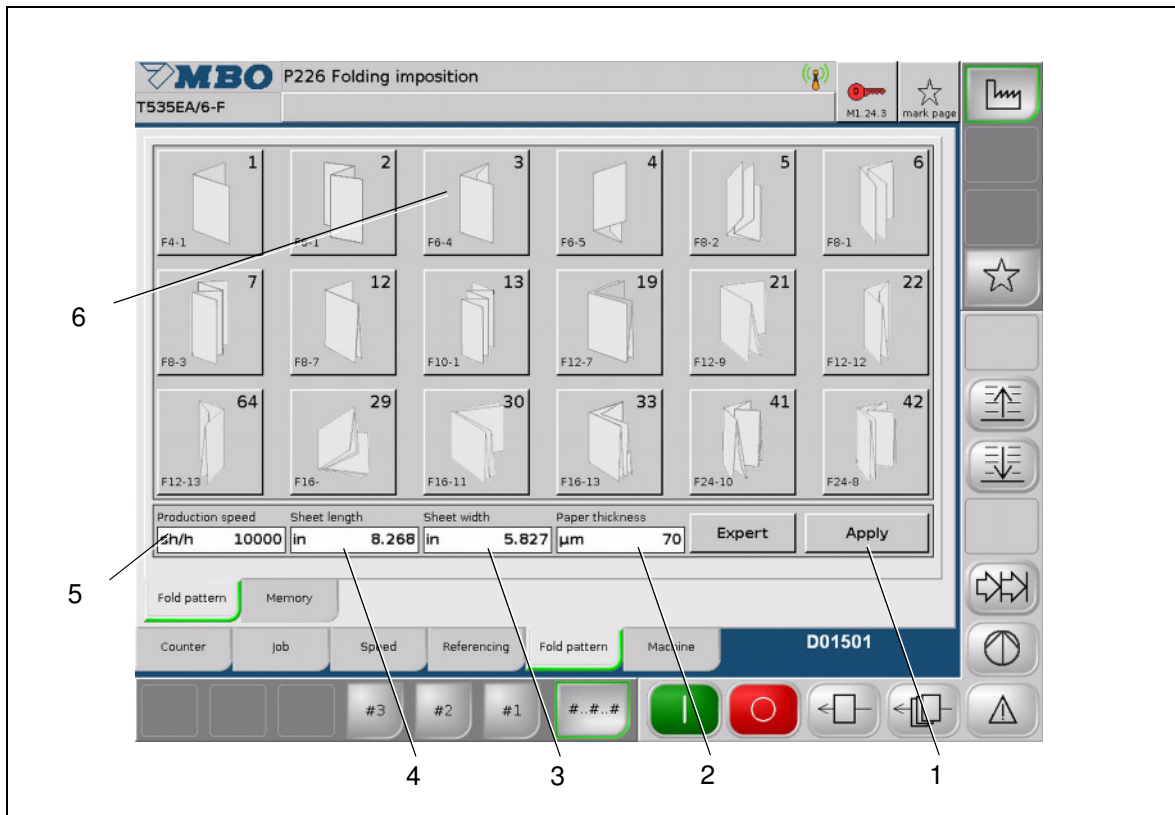 MBO P226 Folding imposition
T535EA/6-F
M1.24.3 mark page
1 2 3 4 5 6
F4-1 F6-4 F6-5 F8-2 F8-1
7 12 13 19 21 22
F8-3 F8-7 F10-1 F12-7 F12-9 F12-12
64 29 30 33 41 42
F12-13 F16- F16-11 F16-13 F24-10 F24-8
Production speed Sheet length Sheet width Paper thickness
sh/h 10000 in 8.268 in 5.827 µm 70 Expert Apply
Fold pattern Memory
Counter Job Speed Referencing Fold pattern Machine D01501
#3 #2 #1 #..#..#
6
5
4 3 2 1